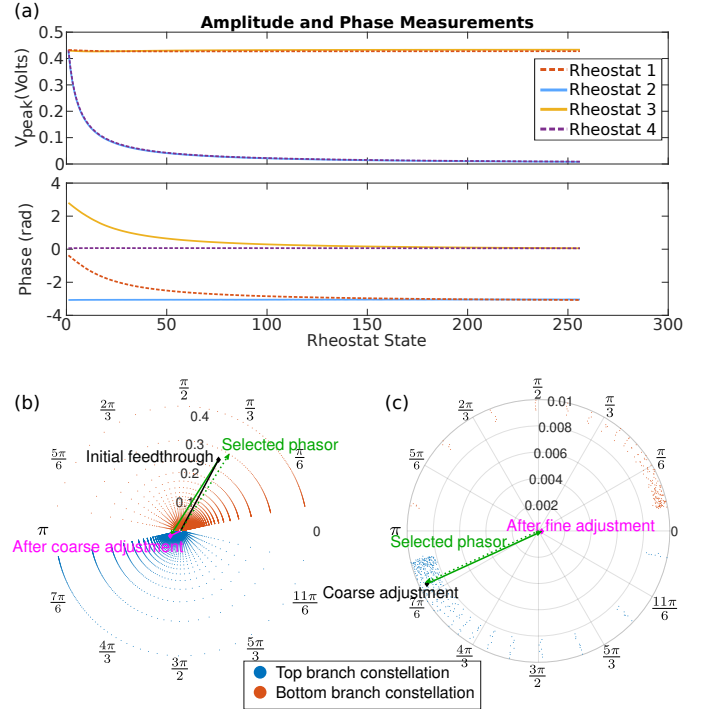 (a)
Amplitude and Phase Measurements
0.5
0.4
0.3
0.2
0.1
0
V_peak (Volts)
Rheostat 1
Rheostat 2
Rheostat 3
Rheostat 4
4
2
0
-2
-4
Phase (rad)
0 50 100 150 200 250 300
Rheostat State
(b)
π/2
π/3
π/6
0
11π/6
5π/3
3π/2
4π/3
7π/6
π
5π/6
2π/3
0.4
0.3
0.2
0.1
Initial feedthrough
Selected phasor
After coarse adjustment
(c)
π/2
π/3
π/6
0
11π/6
5π/3
3π/2
4π/3
7π/6
π
5π/6
2π/3
0.01
0.008
0.006
0.004
0.002
After fine adjustment
Selected phasor
Coarse adjustment
Top branch constellation
Bottom branch constellation